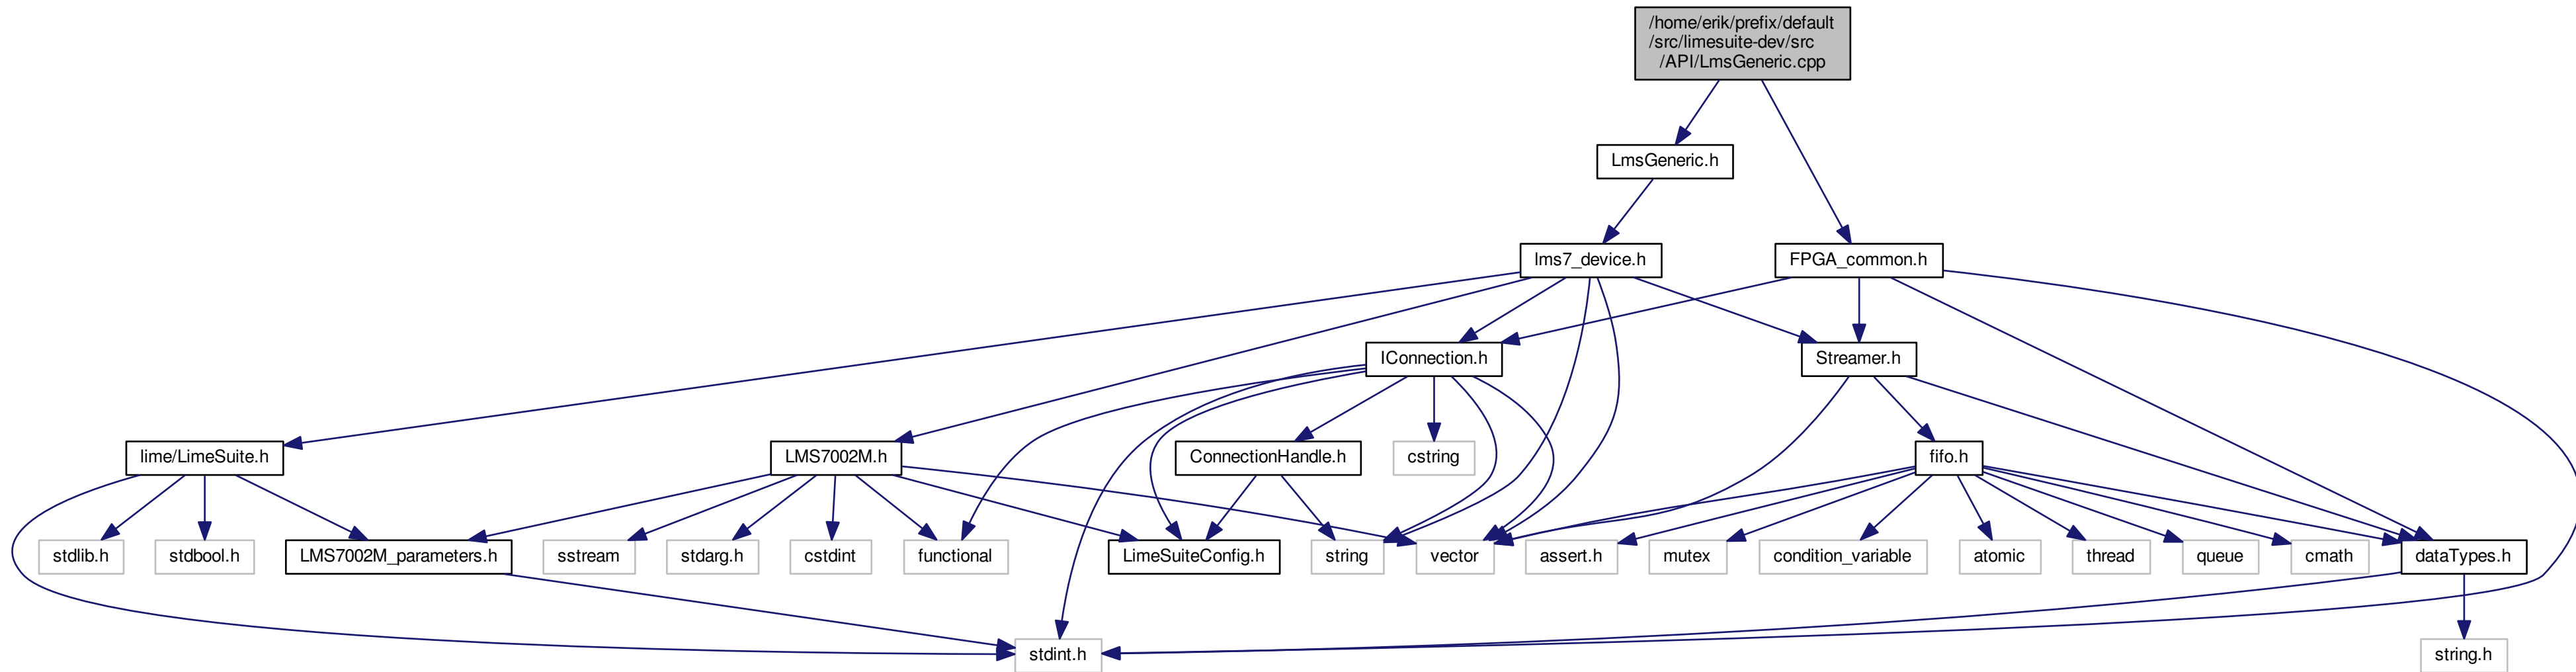 /home/erik/prefix/default
/src/limesuite-dev/src
/API/LmsGeneric.cpp
LmsGeneric.h
lms7_device.h
FPGA_common.h
IConnection.h
Streamer.h
lime/LimeSuite.h
LMS7002M.h
ConnectionHandle.h
cstring
fifo.h
stdlib.h
stdbool.h
LMS7002M_parameters.h
sstream
stdarg.h
cstdint
functional
LimeSuiteConfig.h
string
vector
assert.h
mutex
condition_variable
atomic
thread
queue
cmath
dataTypes.h
stdint.h
string.h